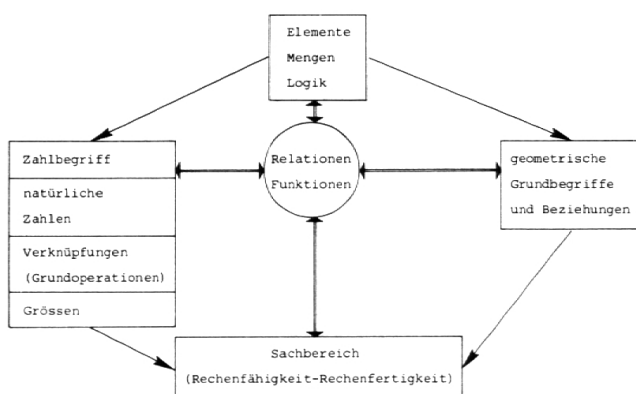 Elemente
Mengen
Logik
Zahlbegriff
natürliche
Zahlen
Verknüpfungen
(Grundoperationen)
Grössen
Relationen
Funktionen
geometrische
Grundbegriffe
und Beziehungen
Sachbereich
(Rechenfähigkeit-Rechenfertigkeit)